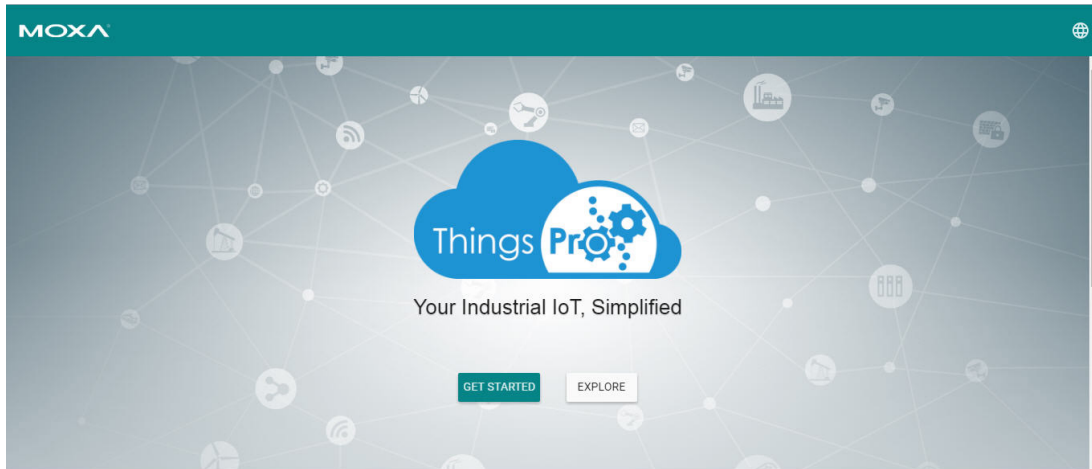 MOXA
Things Pro
Your Industrial IoT, Simplified
GET STARTED
EXPLORE